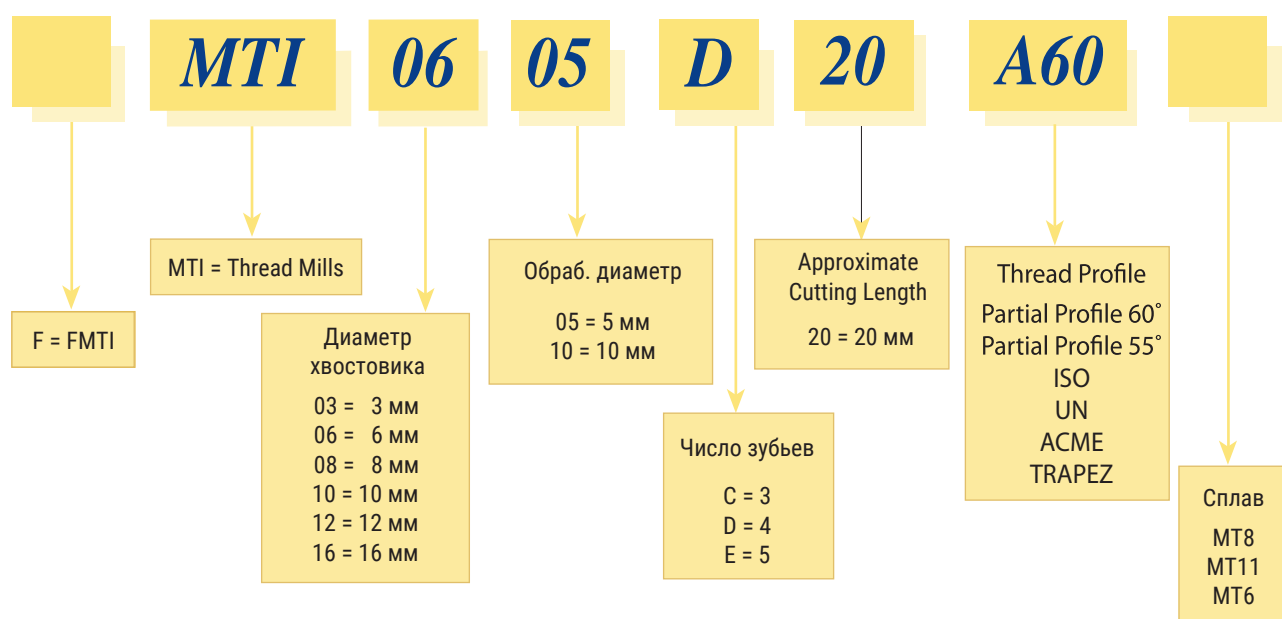 MTI 06 05 D 20 A60
F = FMTI
MTI = Thread Mills
Диаметр
хвостовика
03 = 3 мм
06 = 6 мм
08 = 8 мм
10 = 10 мм
12 = 12 мм
16 = 16 мм
Обраб. диаметр
05 = 5 мм
10 = 10 мм
Число зубьев
C = 3
D = 4
E = 5
Approximate
Cutting Length
20 = 20 мм
Thread Profile
Partial Profile 60°
Partial Profile 55°
ISO
UN
ACME
TRAPEZ
Сплав
MT8
MT11
MT6